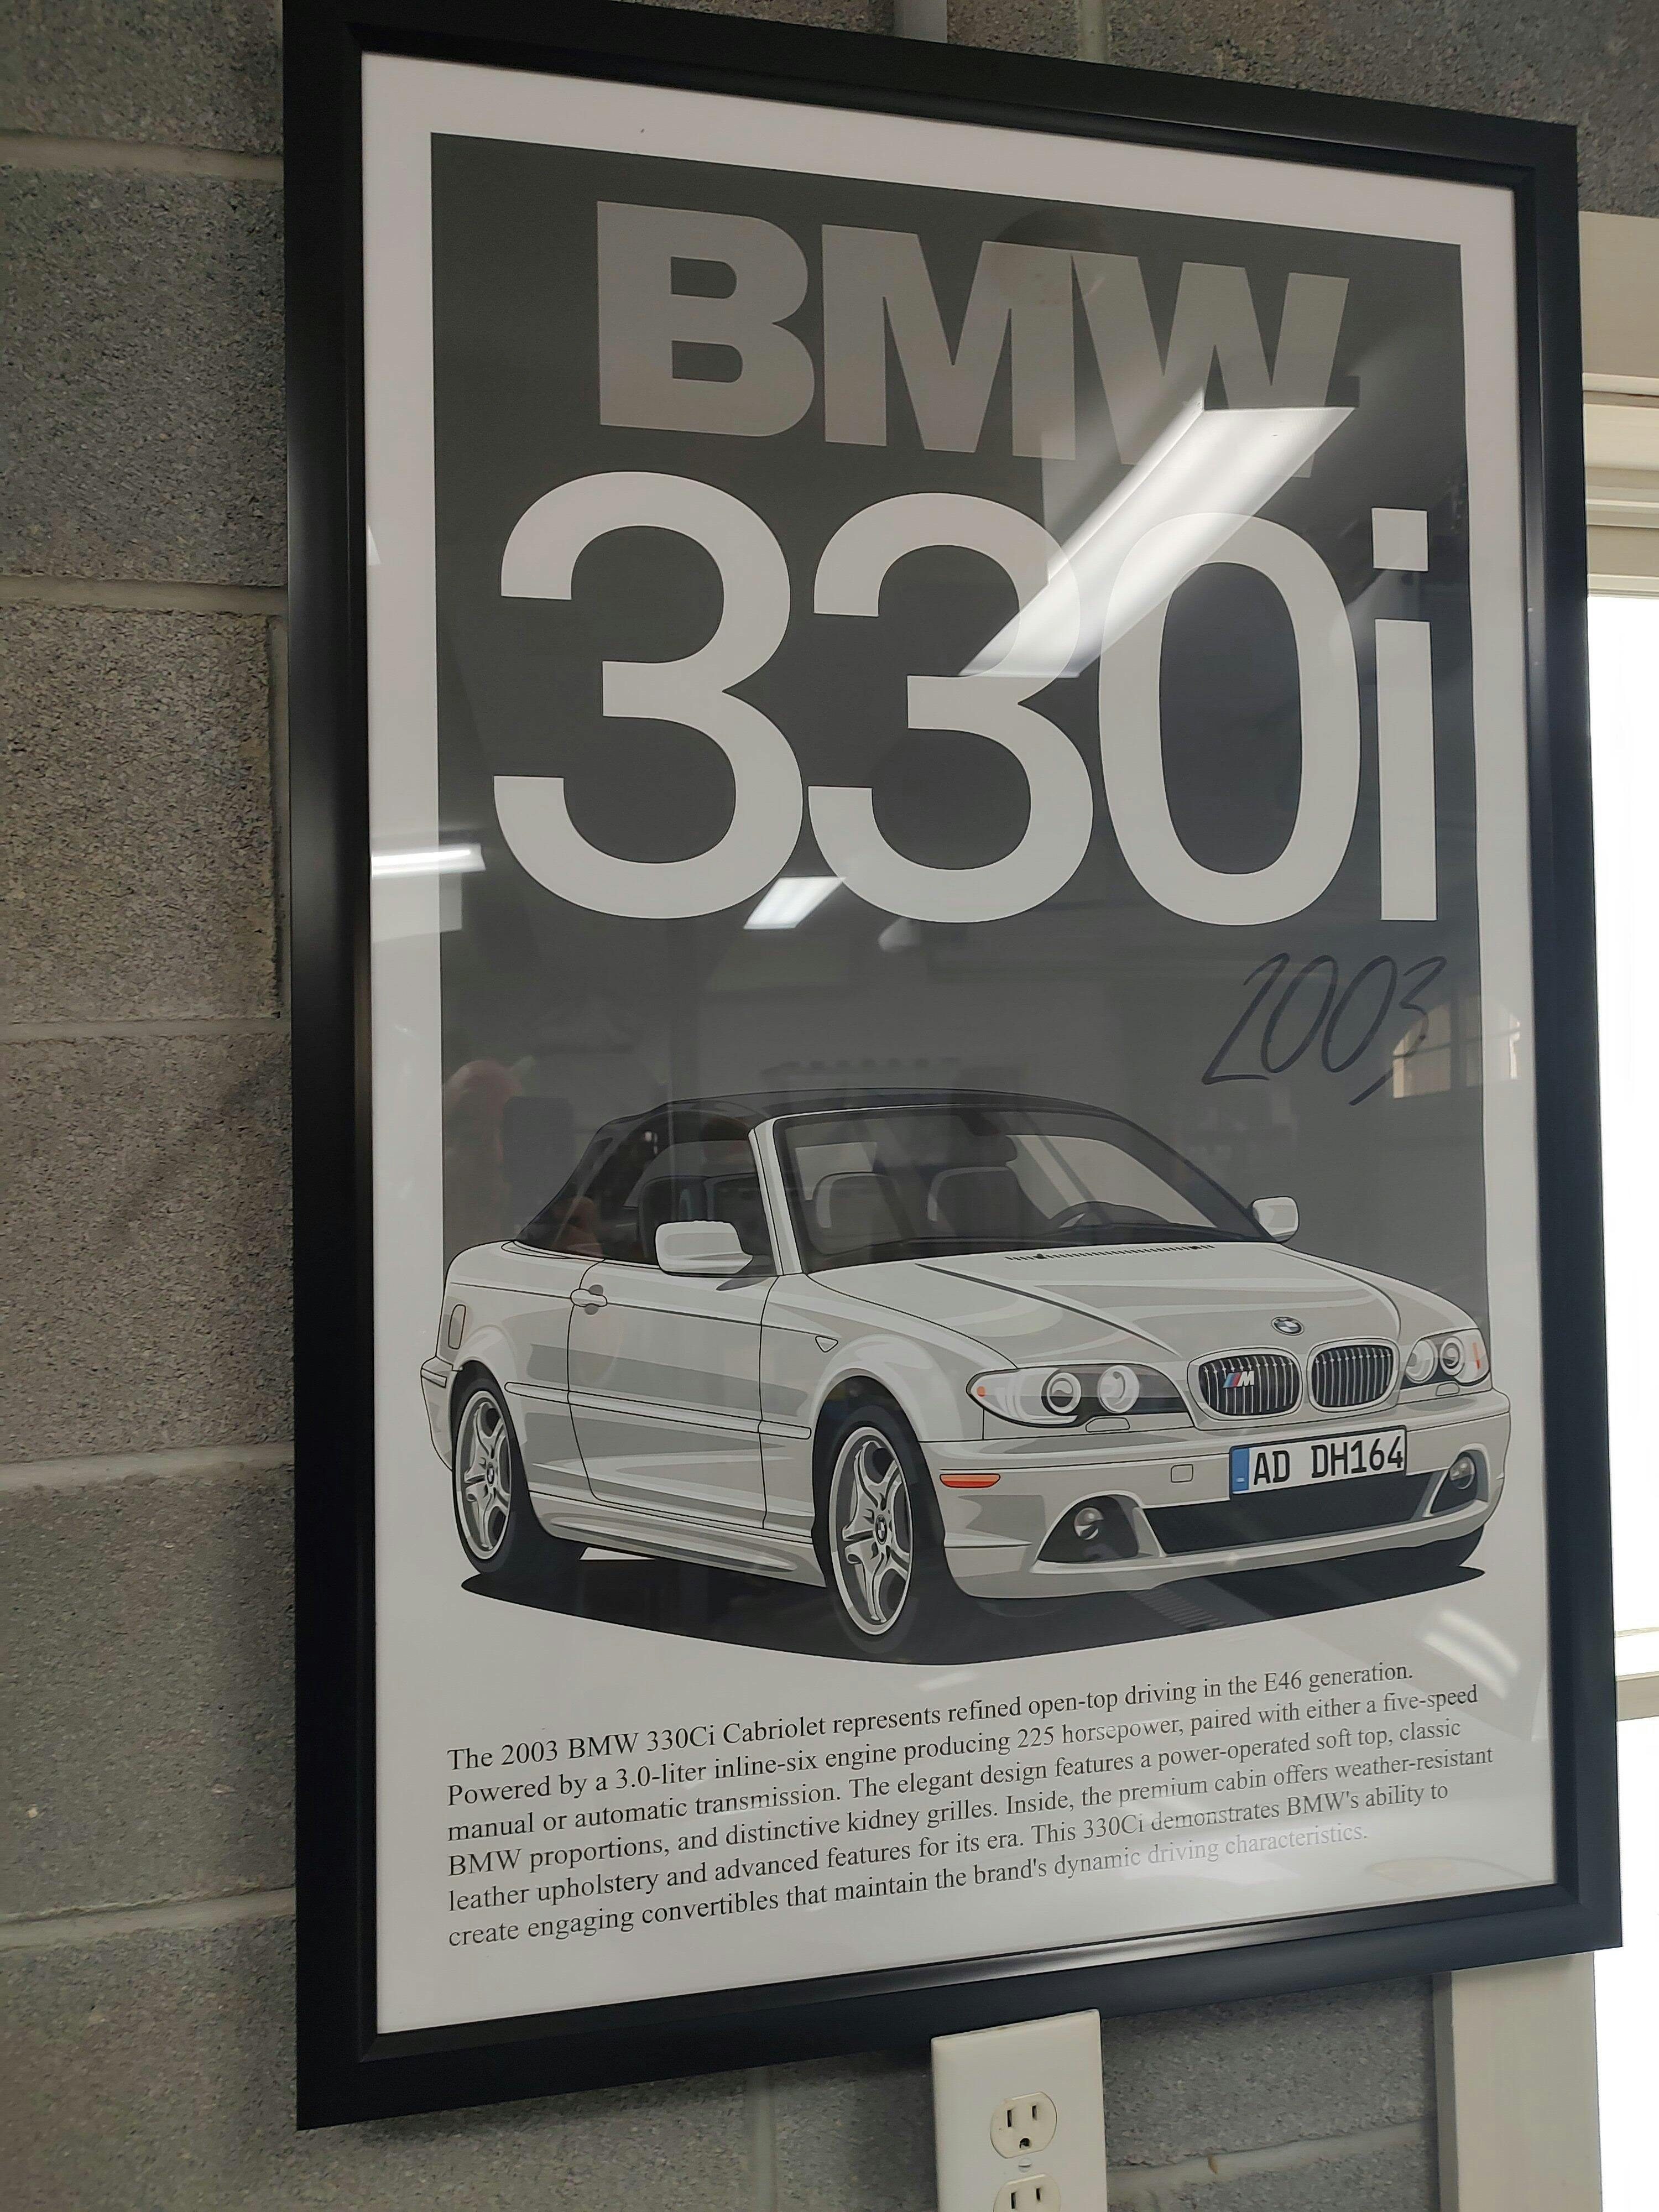 BMW
330i
2003
M
AD DH164
The 2003 BMW 330Ci Cabriolet represents refined open-top driving in the E46 generation.
Powered by a 3.0-liter inline-six engine producing 225 horsepower, paired with either a five-speed
manual or automatic transmission. The elegant design features a power-operated soft top, classic
BMW proportions, and distinctive kidney grilles. Inside, the premium cabin offers weather-resistant
leather upholstery and advanced features for its era. This 330Ci demonstrates BMW's ability to
create engaging convertibles that maintain the brand's dynamic driving characteristics.